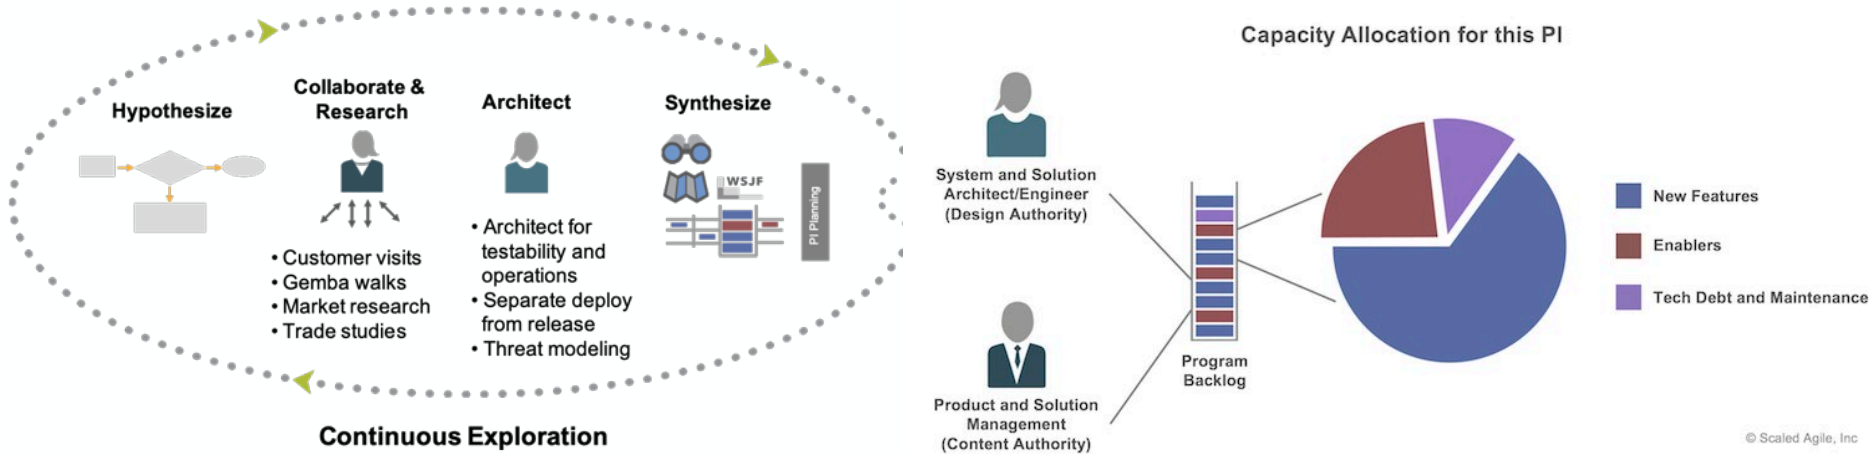 Hypothesize
Collaborate &
Research
• Customer visits
• Gemba walks
• Market research
• Trade studies
Architect
• Architect for
testability and
operations
• Separate deploy
from release
• Threat modeling
Synthesize
WSJF
PI Planning
Continuous Exploration
Capacity Allocation for this PI
System and Solution
Architect/Engineer
(Design Authority)
Product and Solution
Management
(Content Authority)
Program
Backlog
New Features
Enablers
Tech Debt and Maintenance
© Scaled Agile, Inc